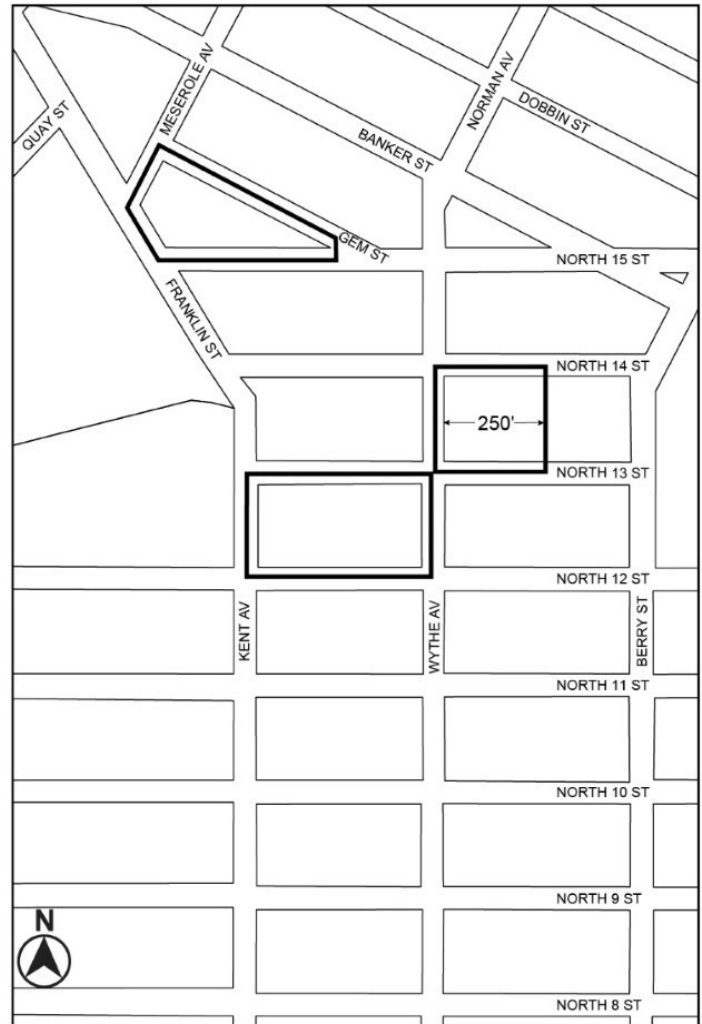 MESEROLE AV
NORMAN AV
QUAY ST
DOBBIN ST
BANKER ST
GEM ST
NORTH 15 ST
FRANKLIN ST
NORTH 14 ST
250'
NORTH 13 ST
NORTH 12 ST
KENT AV
WYTHE AV
BERRY ST
NORTH 11 ST
NORTH 10 ST
NORTH 9 ST
N
NORTH 8 ST